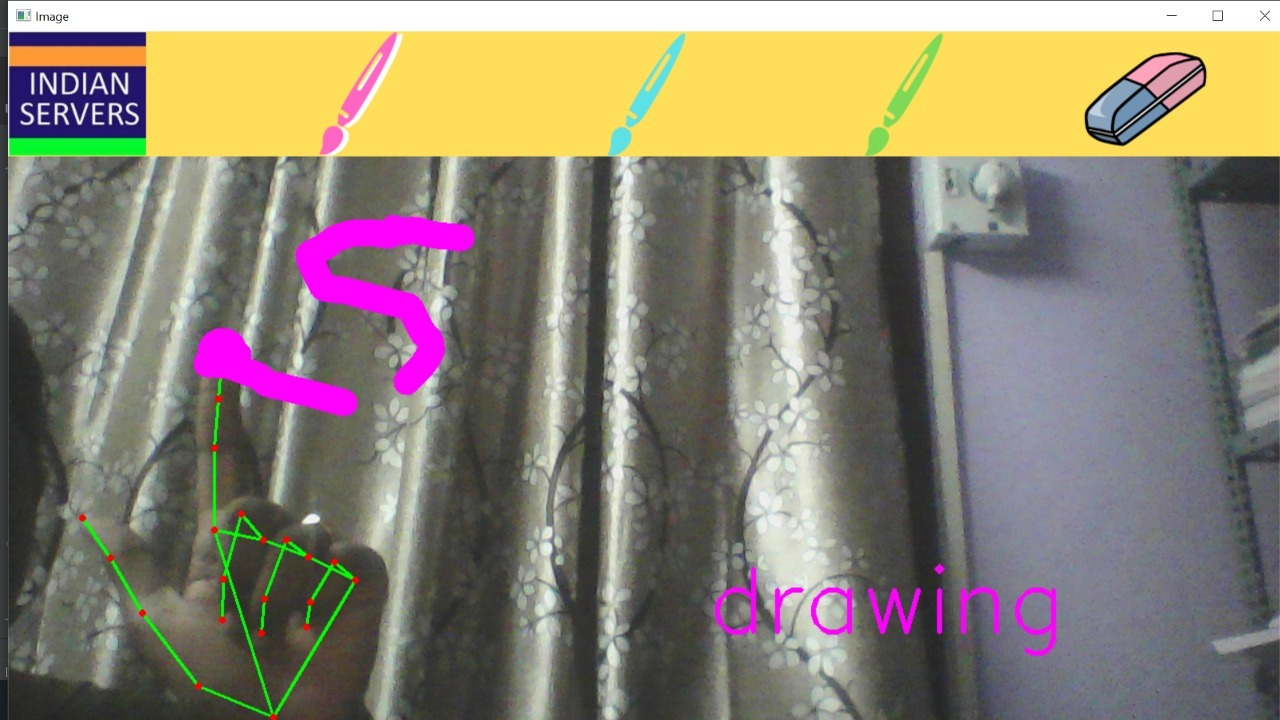 Image
INDIAN
SERVERS
S
drawing